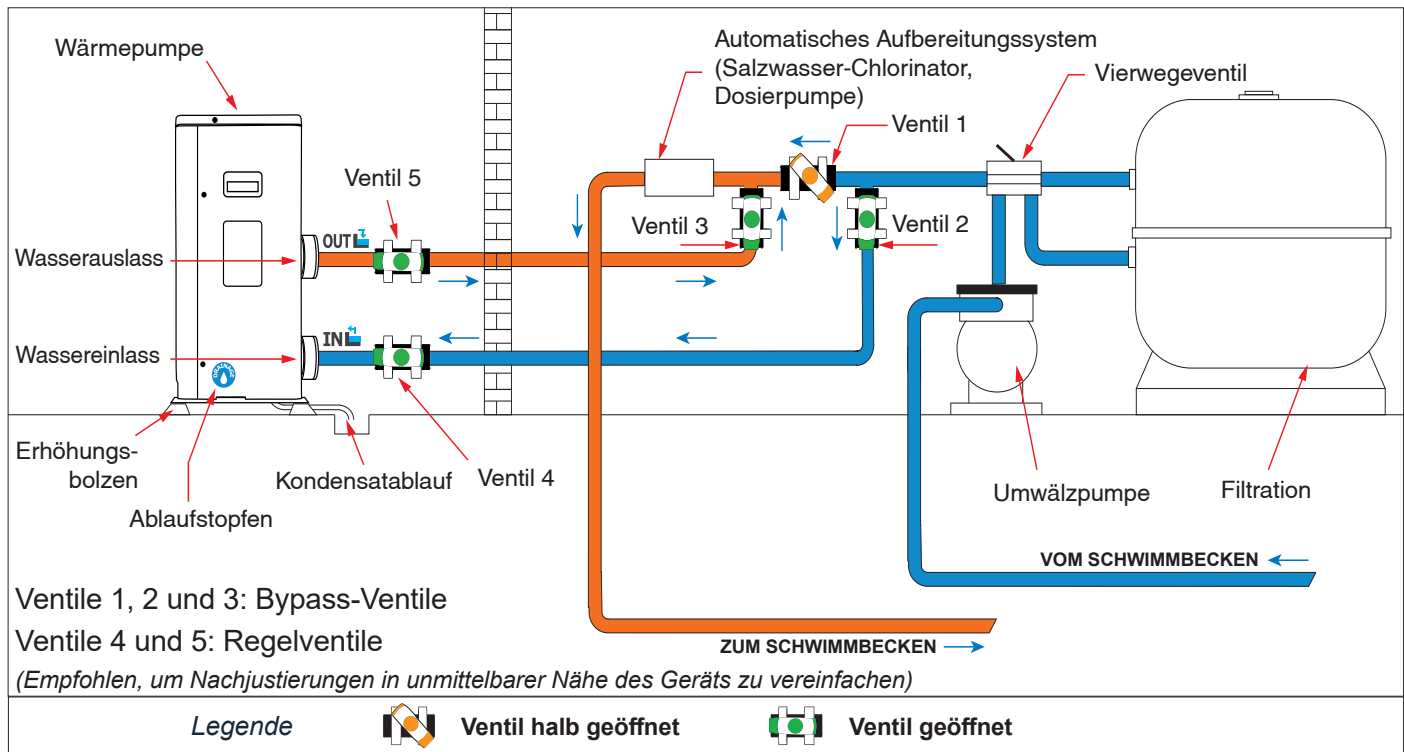 Wärmepumpe
Automatisches Aufbereitungssystem
(Salzwasser-Chlorinator,
Dosierpumpe)
Vierwegeventil
Ventil 1
Ventil 5
Ventil 3
Ventil 2
OUT
Wasserauslass
IN
Wassereinlass
DRAINAGE
Erhöhungs-
bolzen
Kondensatablauf
Ventil 4
Ablaufstopfen
Umwälzpumpe
Filtration
VOM SCHWIMMBECKEN
Ventile 1, 2 und 3: Bypass-Ventile
Ventile 4 und 5: Regelventile
ZUM SCHWIMMBECKEN
(Empfohlen, um Nachjustierungen in unmittelbarer Nähe des Geräts zu vereinfachen)
Legende
Ventil halb geöffnet
Ventil geöffnet